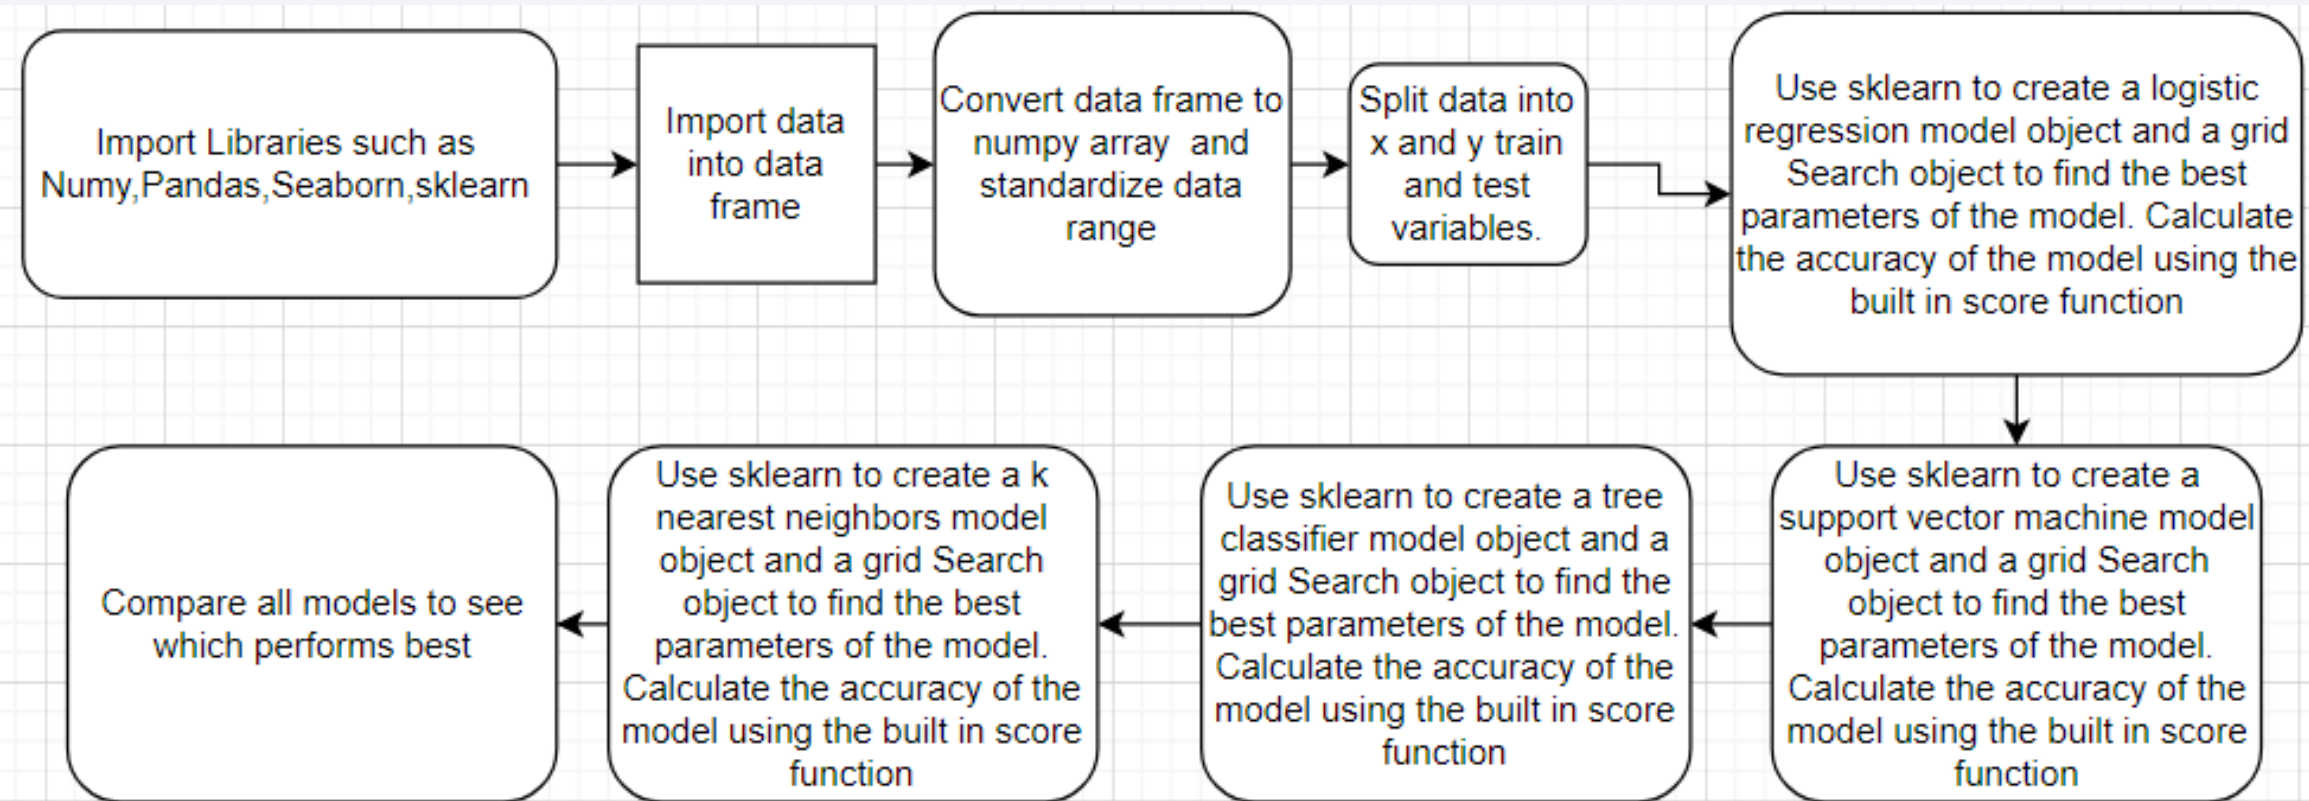 Import Libraries such as
Numy,Pandas,Seaborn,sklearn
Import data
into data
frame
Convert data frame to
numpy array  and
standardize data
range
Split data into
x and y train
and test
variables.
Use sklearn to create a logistic
regression model object and a grid
Search object to find the best
parameters of the model. Calculate
the accuracy of the model using the
built in score function
Use sklearn to create a
support vector machine model
object and a grid Search
object to find the best
parameters of the model.
Calculate the accuracy of the
model using the built in score
function
Use sklearn to create a tree
classifier model object and a
grid Search object to find the
best parameters of the model.
Calculate the accuracy of the
model using the built in score
function
Use sklearn to create a k
nearest neighbors model
object and a grid Search
object to find the best
parameters of the model.
Calculate the accuracy of the
model using the built in score
function
Compare all models to see
which performs best